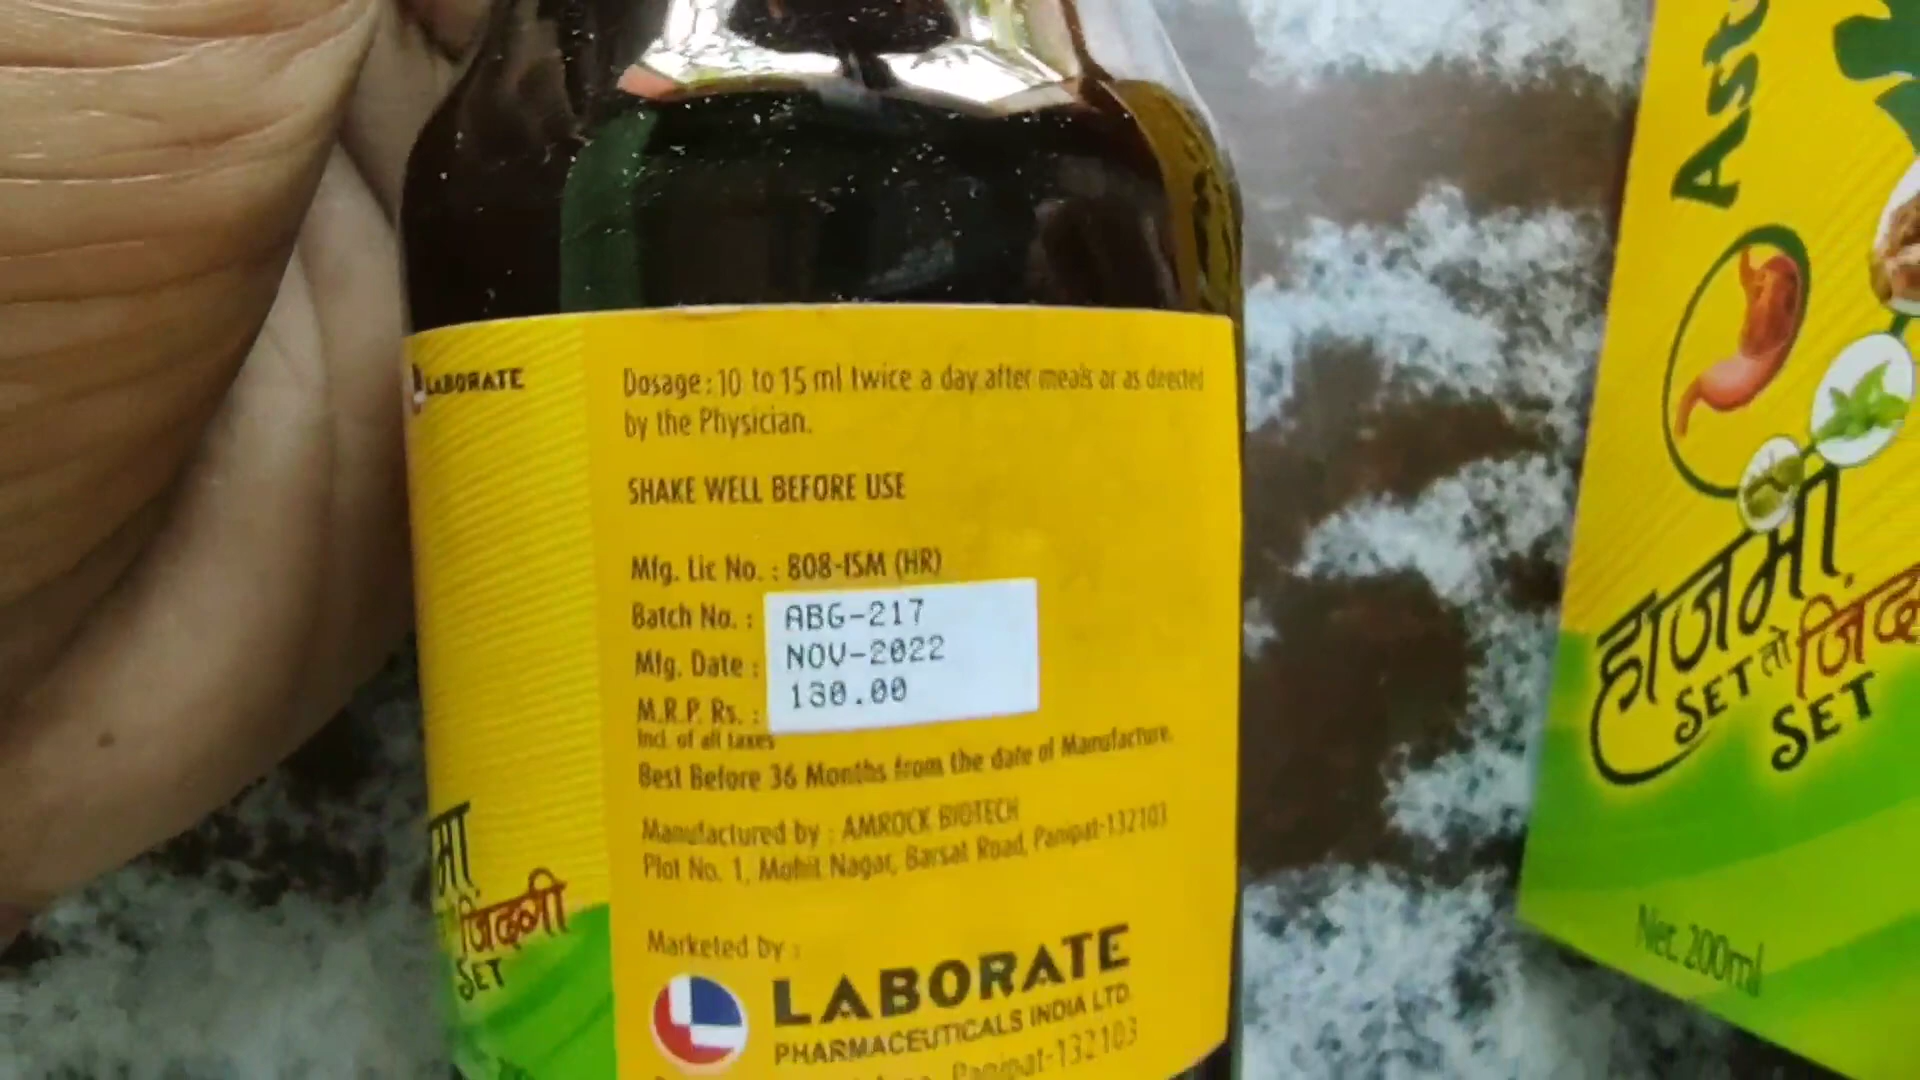 LABORATE
Dosage : 10 to 15 ml twice a day after meals or as directed
by the Physician.
SHAKE WELL BEFORE USE
Mfg. Lic No. : 808-ISM (HR)
Batch No. : ABG-217
Mfg. Date : NOV-2022
M.R.P. Rs. : 130.00
Incl. of all taxes
Best Before 36 Months from the date of Manufacture.
Manufactured by : AMROCK BIOTECH
Plot No. 1, Mohit Nagar, Barsat Road, Panipat-132103
Marketed by :
LABORATE
PHARMACEUTICALS INDIA LTD.
Panipat-132103
जिंदगी
SET
हाजमा
SET तो
SET
Net. 200ml